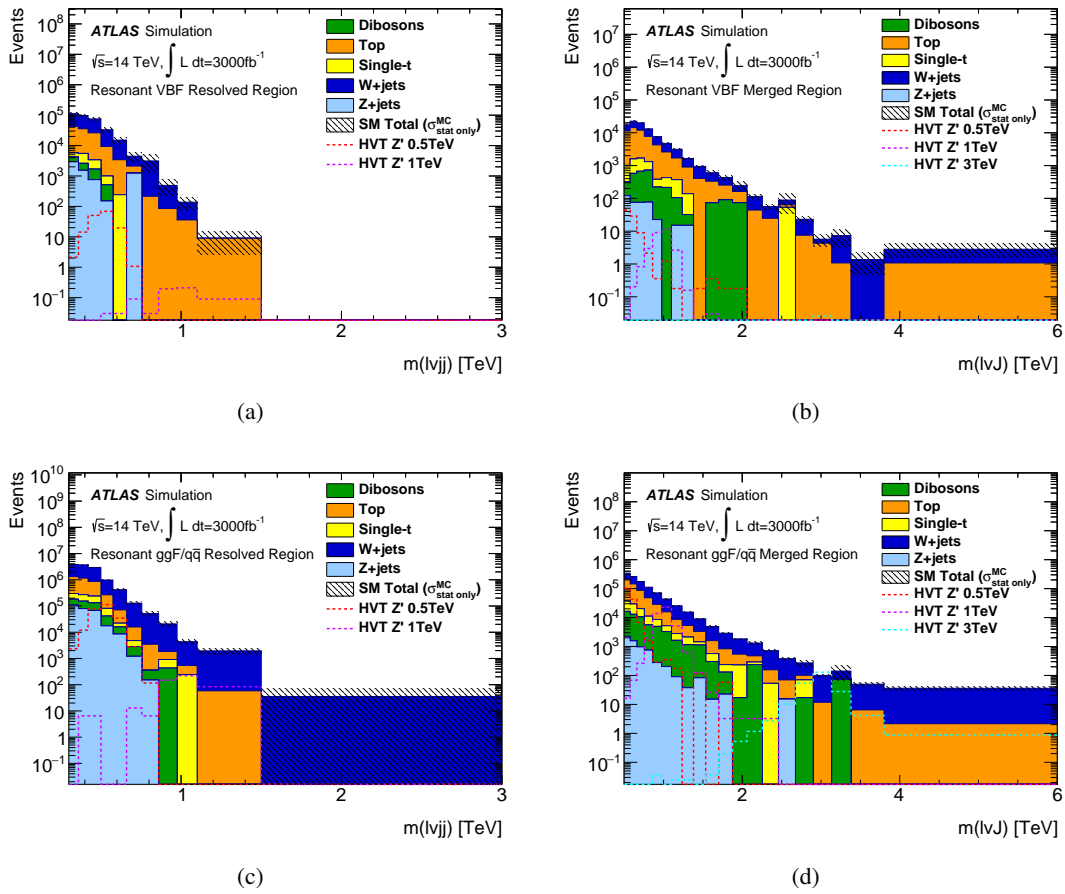 Events
10⁸
10⁷
10⁶
10⁵
10⁴
10³
10²
10
1
10⁻¹
ATLAS Simulation
√s=14 TeV, ∫ L dt=3000fb⁻¹
Resonant VBF Resolved Region
Dibosons
Top
Single-t
W+jets
Z+jets
SM Total (σ^MC_stat only)
HVT Z' 0.5TeV
HVT Z' 1TeV
1 2 3
m(lvjj) [TeV]
(a)
Events
10⁷
10⁶
10⁵
10⁴
10³
10²
10
1
10⁻¹
ATLAS Simulation
√s=14 TeV, ∫ L dt=3000fb⁻¹
Resonant VBF Merged Region
Dibosons
Top
Single-t
W+jets
Z+jets
SM Total (σ^MC_stat only)
HVT Z' 0.5TeV
HVT Z' 1TeV
HVT Z' 3TeV
2 4 6
m(lvJ) [TeV]
(b)
Events
10¹⁰
10⁹
10⁸
10⁷
10⁶
10⁵
10⁴
10³
10²
10
1
10⁻¹
ATLAS Simulation
√s=14 TeV, ∫ L dt=3000fb⁻¹
Resonant ggF/qq̄ Resolved Region
Dibosons
Top
Single-t
W+jets
Z+jets
SM Total (σ^MC_stat only)
HVT Z' 0.5TeV
HVT Z' 1TeV
1 2 3
m(lvjj) [TeV]
(c)
Events
10⁸
10⁷
10⁶
10⁵
10⁴
10³
10²
10
1
10⁻¹
ATLAS Simulation
√s=14 TeV, ∫ L dt=3000fb⁻¹
Resonant ggF/qq̄ Merged Region
Dibosons
Top
Single-t
W+jets
Z+jets
SM Total (σ^MC_stat only)
HVT Z' 0.5TeV
HVT Z' 1TeV
HVT Z' 3TeV
2 4 6
m(lvJ) [TeV]
(d)